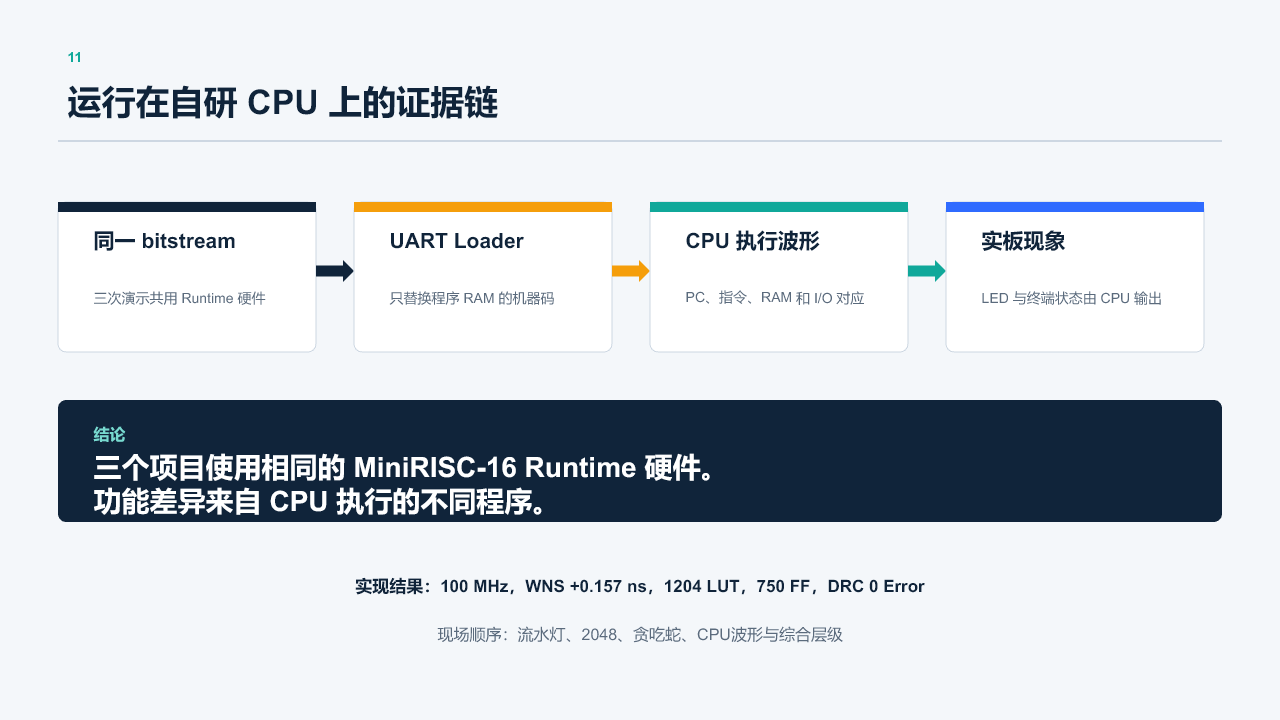 11
运行在自研 CPU 上的证据链
同一 bitstream
三次演示共用 Runtime 硬件
UART Loader
只替换程序 RAM 的机器码
CPU 执行波形
PC、指令、RAM 和 I/O 对应
实板现象
LED 与终端状态由 CPU 输出
结论
三个项目使用相同的 MiniRISC-16 Runtime 硬件。
功能差异来自 CPU 执行的不同程序。
实现结果：100 MHz，WNS +0.157 ns，1204 LUT，750 FF，DRC 0 Error
现场顺序：流水灯、2048、贪吃蛇、CPU波形与综合层级